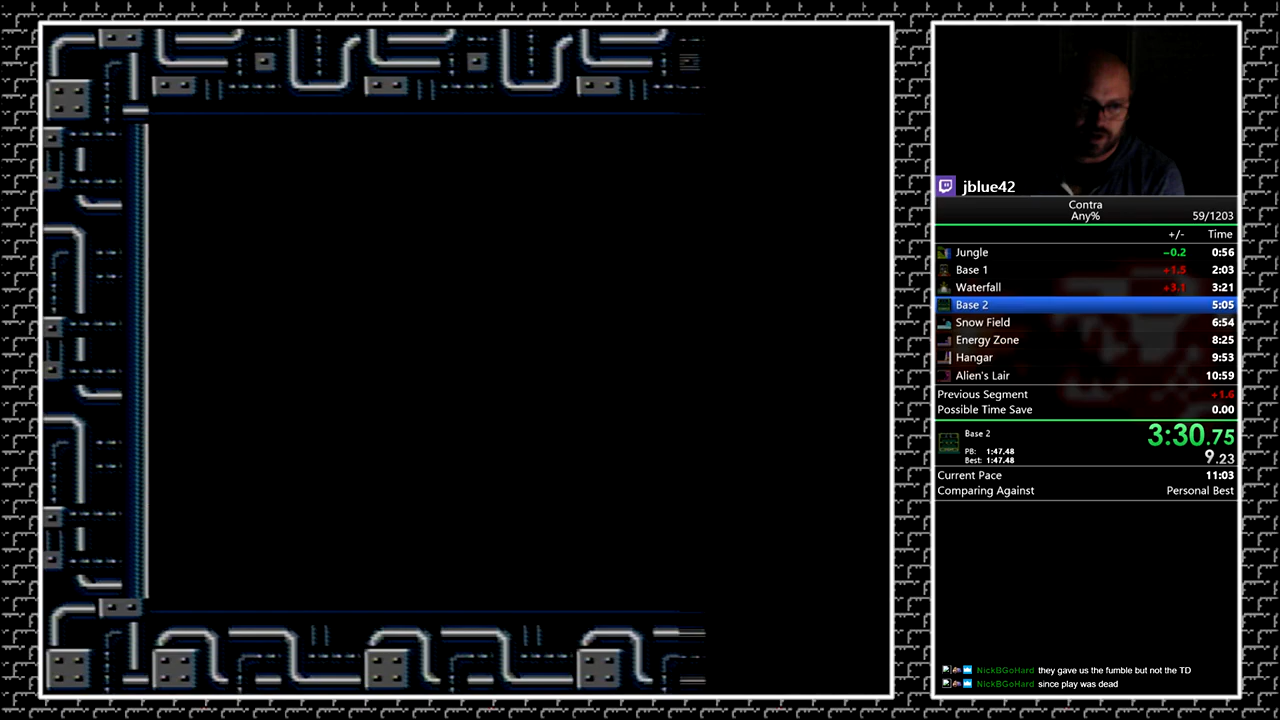 jblue42
Contra
Any% 59/1203
+/- Time
Jungle −0.2 0:56
Base 1 +1.5 2:03
Waterfall +3.1 3:21
Base 2 5:05
Snow Field 6:54
Energy Zone 8:25
Hangar 9:53
Alien's Lair 10:59
Previous Segment +1.6
Possible Time Save 0.00
Base 2 3:30.75
PB: 1:47.48
Best: 1:47.48 9.23
Current Pace 11:03
Comparing Against Personal Best
NickBGoHard they gave us the fumble but not the TD
NickBGoHard since play was dead